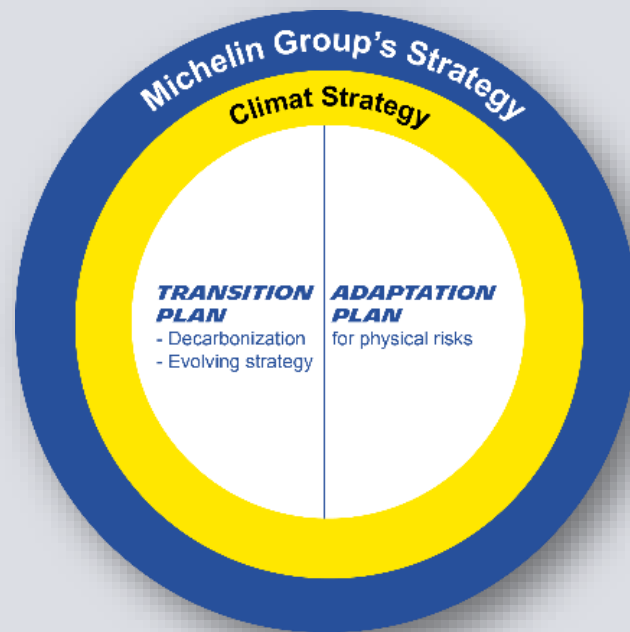 Michelin Group's Strategy
Climat Strategy
TRANSITION
PLAN
- Decarbonization
- Evolving strategy
ADAPTATION
PLAN
for physical risks